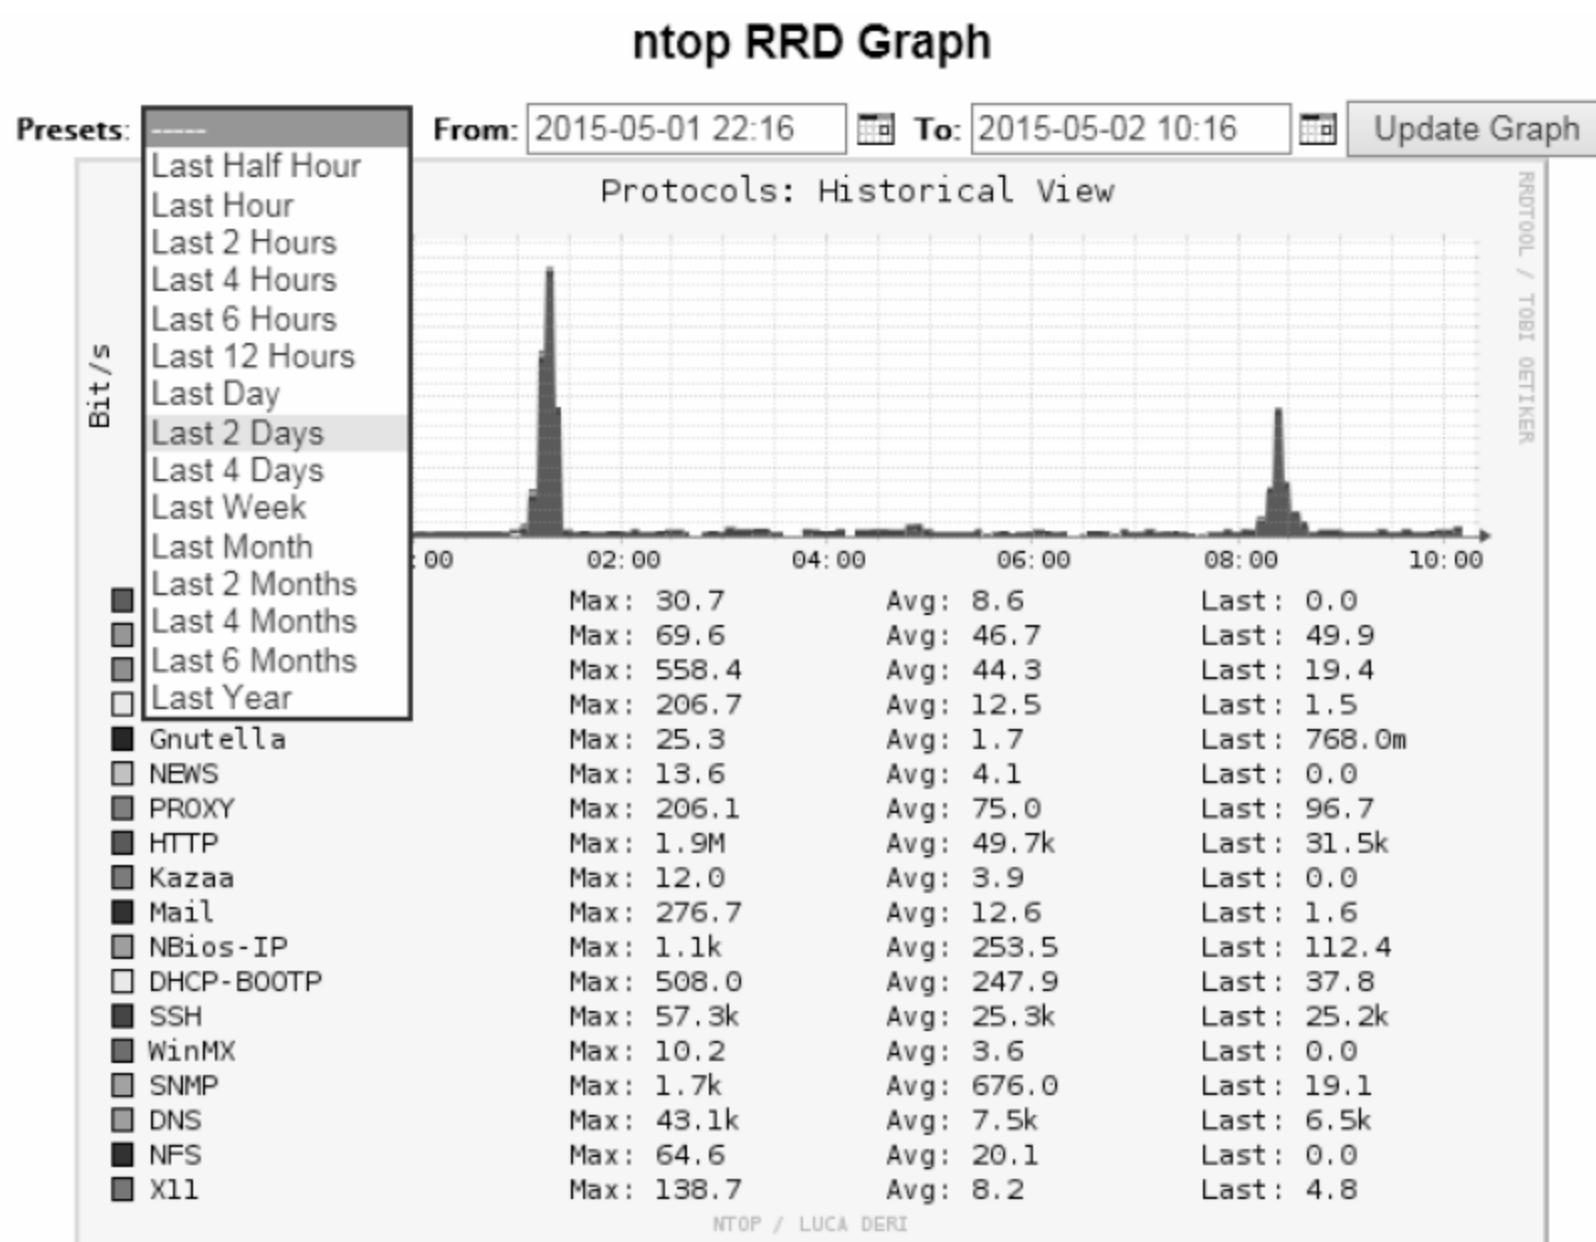 ntop RRD Graph
Presets: ----- From: 2015-05-01 22:16 To: 2015-05-02 10:16 Update Graph
Last Half Hour
Last Hour
Last 2 Hours
Last 4 Hours
Last 6 Hours
Last 12 Hours
Last Day
Last 2 Days
Last 4 Days
Last Week
Last Month
Last 2 Months
Last 4 Months
Last 6 Months
Last Year
Protocols: Historical View
RRDTOOL / TOBI OETIKER
Bit/s
:00 02:00 04:00 06:00 08:00 10:00
Max: 30.7 Avg: 8.6 Last: 0.0
Max: 69.6 Avg: 46.7 Last: 49.9
Max: 558.4 Avg: 44.3 Last: 19.4
Max: 206.7 Avg: 12.5 Last: 1.5
Gnutella Max: 25.3 Avg: 1.7 Last: 768.0m
NEWS Max: 13.6 Avg: 4.1 Last: 0.0
PROXY Max: 206.1 Avg: 75.0 Last: 96.7
HTTP Max: 1.9M Avg: 49.7k Last: 31.5k
Kazaa Max: 12.0 Avg: 3.9 Last: 0.0
Mail Max: 276.7 Avg: 12.6 Last: 1.6
NBios-IP Max: 1.1k Avg: 253.5 Last: 112.4
DHCP-BOOTP Max: 508.0 Avg: 247.9 Last: 37.8
SSH Max: 57.3k Avg: 25.3k Last: 25.2k
WinMX Max: 10.2 Avg: 3.6 Last: 0.0
SNMP Max: 1.7k Avg: 676.0 Last: 19.1
DNS Max: 43.1k Avg: 7.5k Last: 6.5k
NFS Max: 64.6 Avg: 20.1 Last: 0.0
X11 Max: 138.7 Avg: 8.2 Last: 4.8
NTOP / LUCA DERI